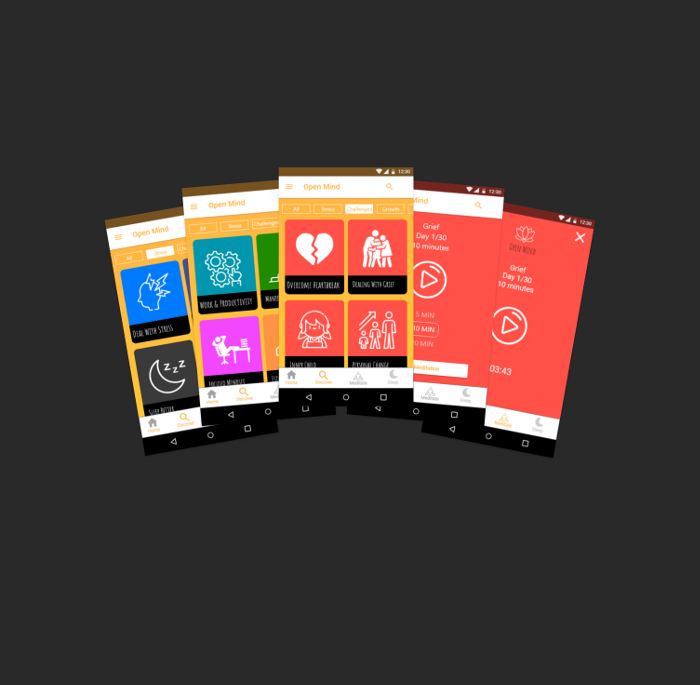 Open Mind
All
Stress
Deal With Stress
Sleep Better
Home
Discover
Open Mind
All
Stress
Challenges
Work & Productivity
Focused Mindset
Home
Discover
12:30
Open Mind
All
Stress
Challenges
Growth
Overcome Heartbreak
Dealing With Grief
Inner Child
Personal Change
Home
Discover
Meditate
Sleep
12:30
Mind
Grief
Day 1/30
10 minutes
5 MIN
10 MIN
20 MIN
Meditation
Meditate
Sleep
12:30
Open Mind
Grief
Day 1/30
10 minutes
03:43
Meditate
Sleep